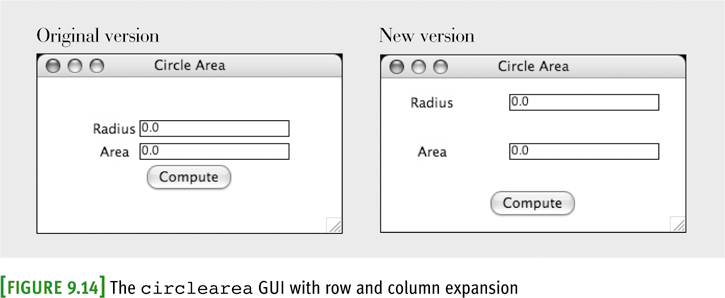 Original version
Circle Area
Radius 0.0
Area 0.0
Compute
New version
Circle Area
Radius 0.0
Area 0.0
Compute
[FIGURE 9.14] The circlearea GUI with row and column expansion